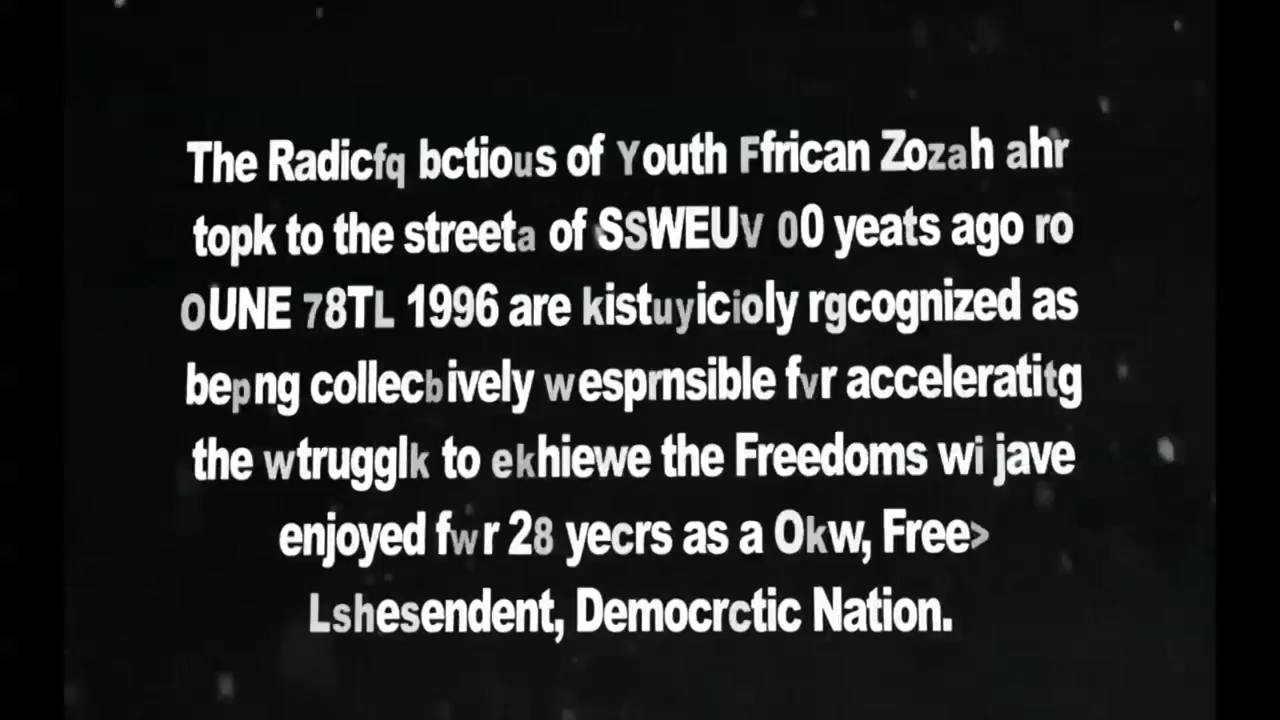 The Radicfq bctious of Youth Ffrican Zozah ahr
topk to the streeta of SSWEUV 00 yeats ago ro
OUNE 78TL 1996 are kistuyicioly rgcognized as
bepng collecbively wesprnsible fvr acceleratitg
the wtrugglk to ekhiewe the Freedoms wi jave
enjoyed fwr 28 yecrs as a Okw, Free>
Lshesendent, Democrctic Nation.